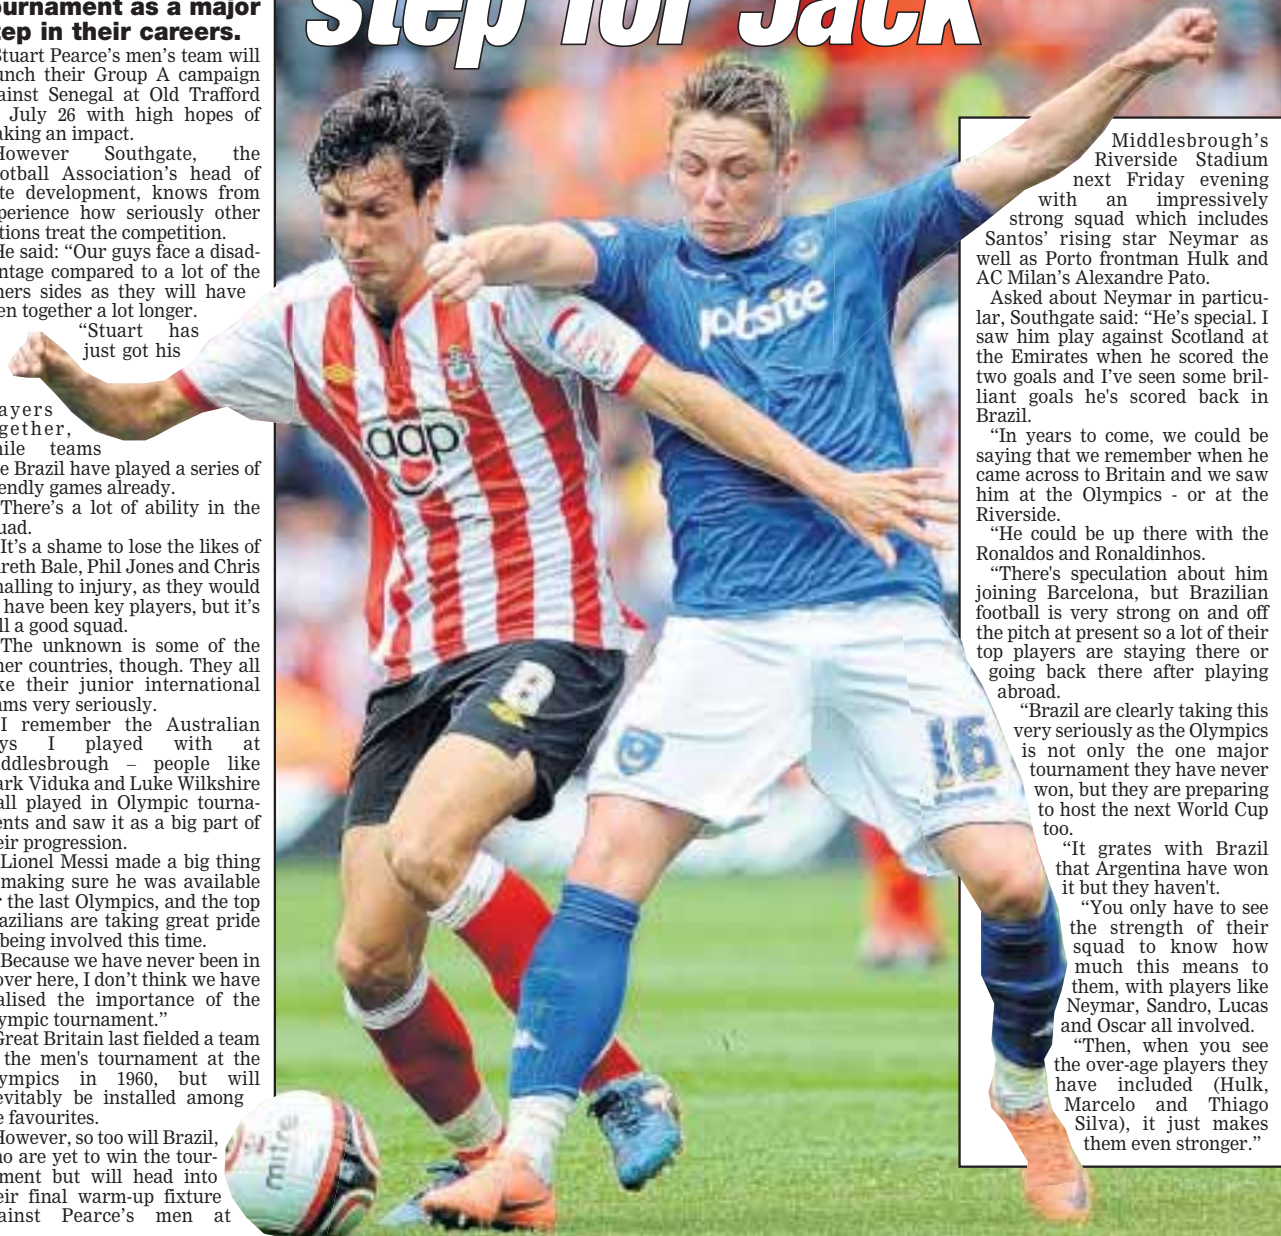 Step for Jack
ournament as a major
tep in their careers.
Stuart Pearce's men's team will
unch their Group A campaign
ainst Senegal at Old Trafford
July 26 with high hopes of
aking an impact.
However Southgate, the
otball Association's head of
te development, knows from
perience how seriously other
tions treat the competition.
He said: “Our guys face a disad-
ntage compared to a lot of the
hers sides as they will have
en together a lot longer.
“Stuart has
just got his
ayers
gether,
hile teams
e Brazil have played a series of
endly games already.
There's a lot of ability in the
uad.
It's a shame to lose the likes of
reth Bale, Phil Jones and Chris
malling to injury, as they would
have been key players, but it's
ll a good squad.
The unknown is some of the
her countries, though. They all
ke their junior international
ams very seriously.
I remember the Australian
ys I played with at
ddlesbrough – people like
ark Viduka and Luke Wilkshire
all played in Olympic tourna-
ents and saw it as a big part of
eir progression.
Lionel Messi made a big thing
making sure he was available
r the last Olympics, and the top
azilians are taking great pride
being involved this time.
Because we have never been in
over here, I don't think we have
alised the importance of the
ympic tournament.”
Great Britain last fielded a team
the men's tournament at the
ympics in 1960, but will
evitably be installed among
e favourites.
However, so too will Brazil,
ho are yet to win the tour-
ment but will head into
eir final warm-up fixture
ainst Pearce's men at
aap
8
jobsite
16
mitre
Middlesbrough's
Riverside Stadium
next Friday evening
with an impressively
strong squad which includes
Santos' rising star Neymar as
well as Porto frontman Hulk and
AC Milan's Alexandre Pato.
Asked about Neymar in particu-
lar, Southgate said: “He's special. I
saw him play against Scotland at
the Emirates when he scored the
two goals and I've seen some bril-
liant goals he's scored back in
Brazil.
“In years to come, we could be
saying that we remember when he
came across to Britain and we saw
him at the Olympics - or at the
Riverside.
“He could be up there with the
Ronaldos and Ronaldinhos.
“There's speculation about him
joining Barcelona, but Brazilian
football is very strong on and off
the pitch at present so a lot of their
top players are staying there or
going back there after playing
abroad.
“Brazil are clearly taking this
very seriously as the Olympics
is not only the one major
tournament they have never
won, but they are preparing
to host the next World Cup
too.
“It grates with Brazil
that Argentina have won
it but they haven't.
“You only have to see
the strength of their
squad to know how
much this means to
them, with players like
Neymar, Sandro, Lucas
and Oscar all involved.
“Then, when you see
the over-age players they
have included (Hulk,
Marcelo and Thiago
Silva), it just makes
them even stronger.”